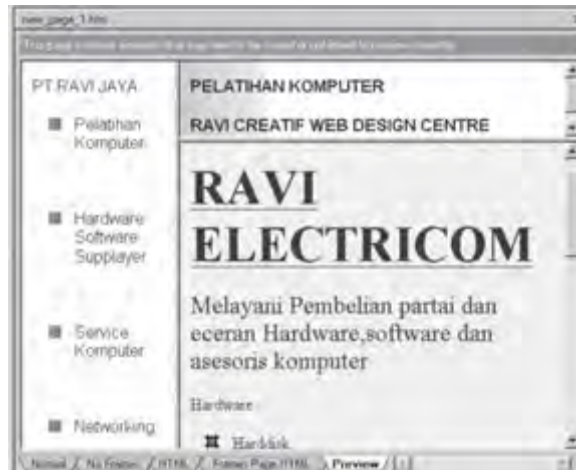 new_page_1.htm
PT.RAVI JAYA
Pelatihan
Komputer
Hardware
Software
Supplayer
Service
Komputer
Networking
PELATIHAN KOMPUTER
RAVI CREATIF WEB DESIGN CENTRE
RAVI
ELECTRICOM
Melayani Pembelian partai dan
eceran Hardware,software dan
asesoris komputer
Hardware
Harddisk
Normal / No Frames / HTML / Frames Page HTML / Preview